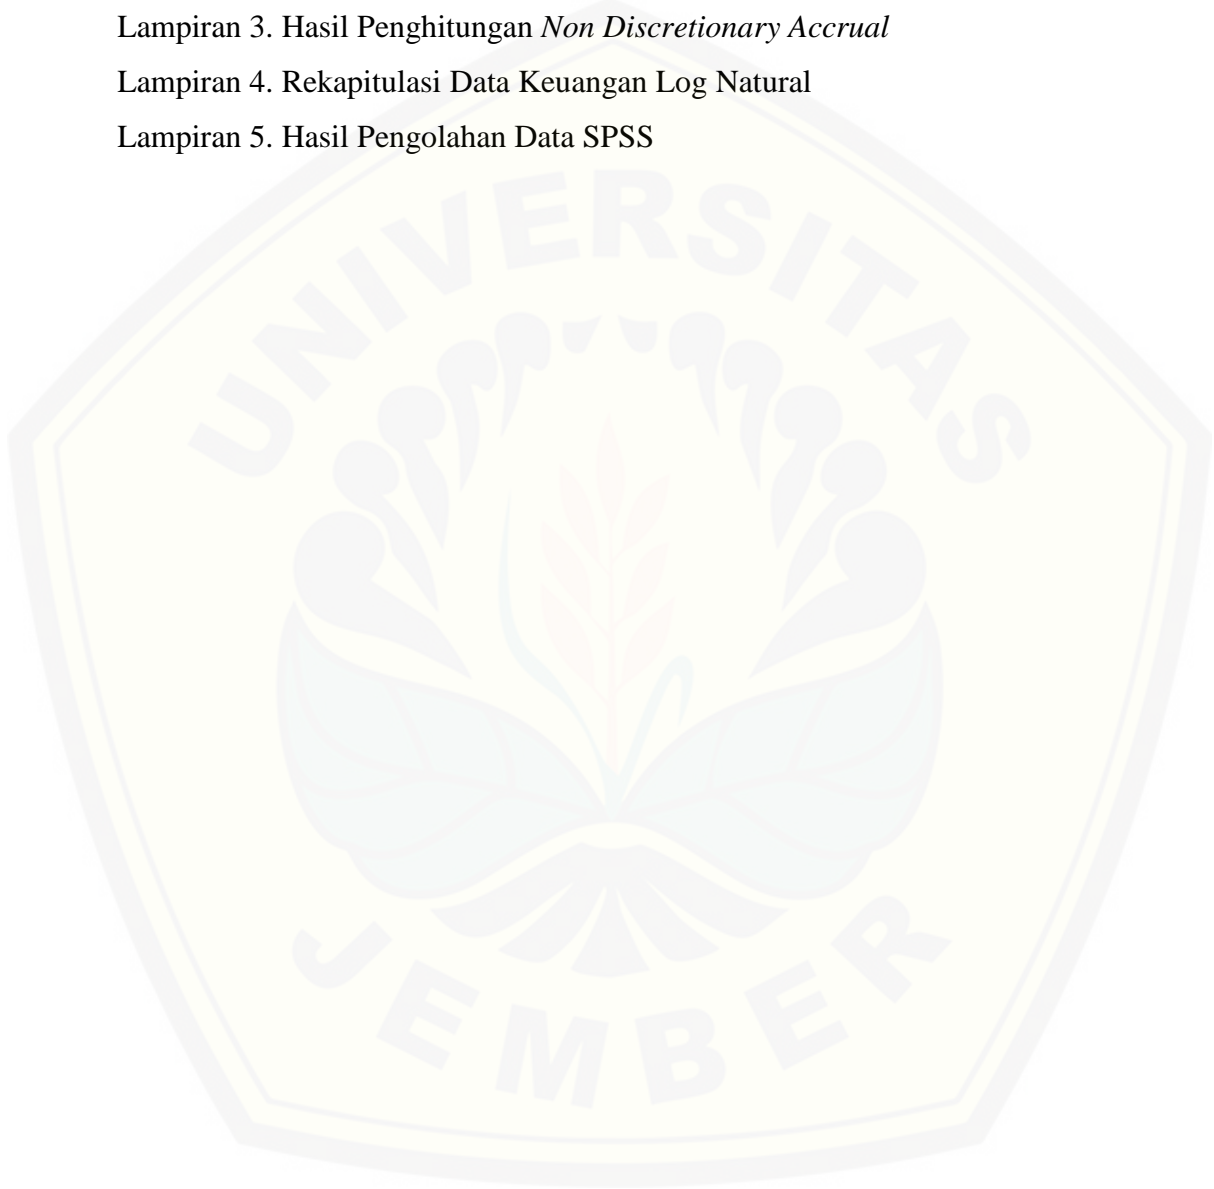 Lampiran 3. Hasil Penghitungan Non Discretionary Accrual
Lampiran 4. Rekapitulasi Data Keuangan Log Natural
Lampiran 5. Hasil Pengolahan Data SPSS
UNIVERSITAS
JEMBER